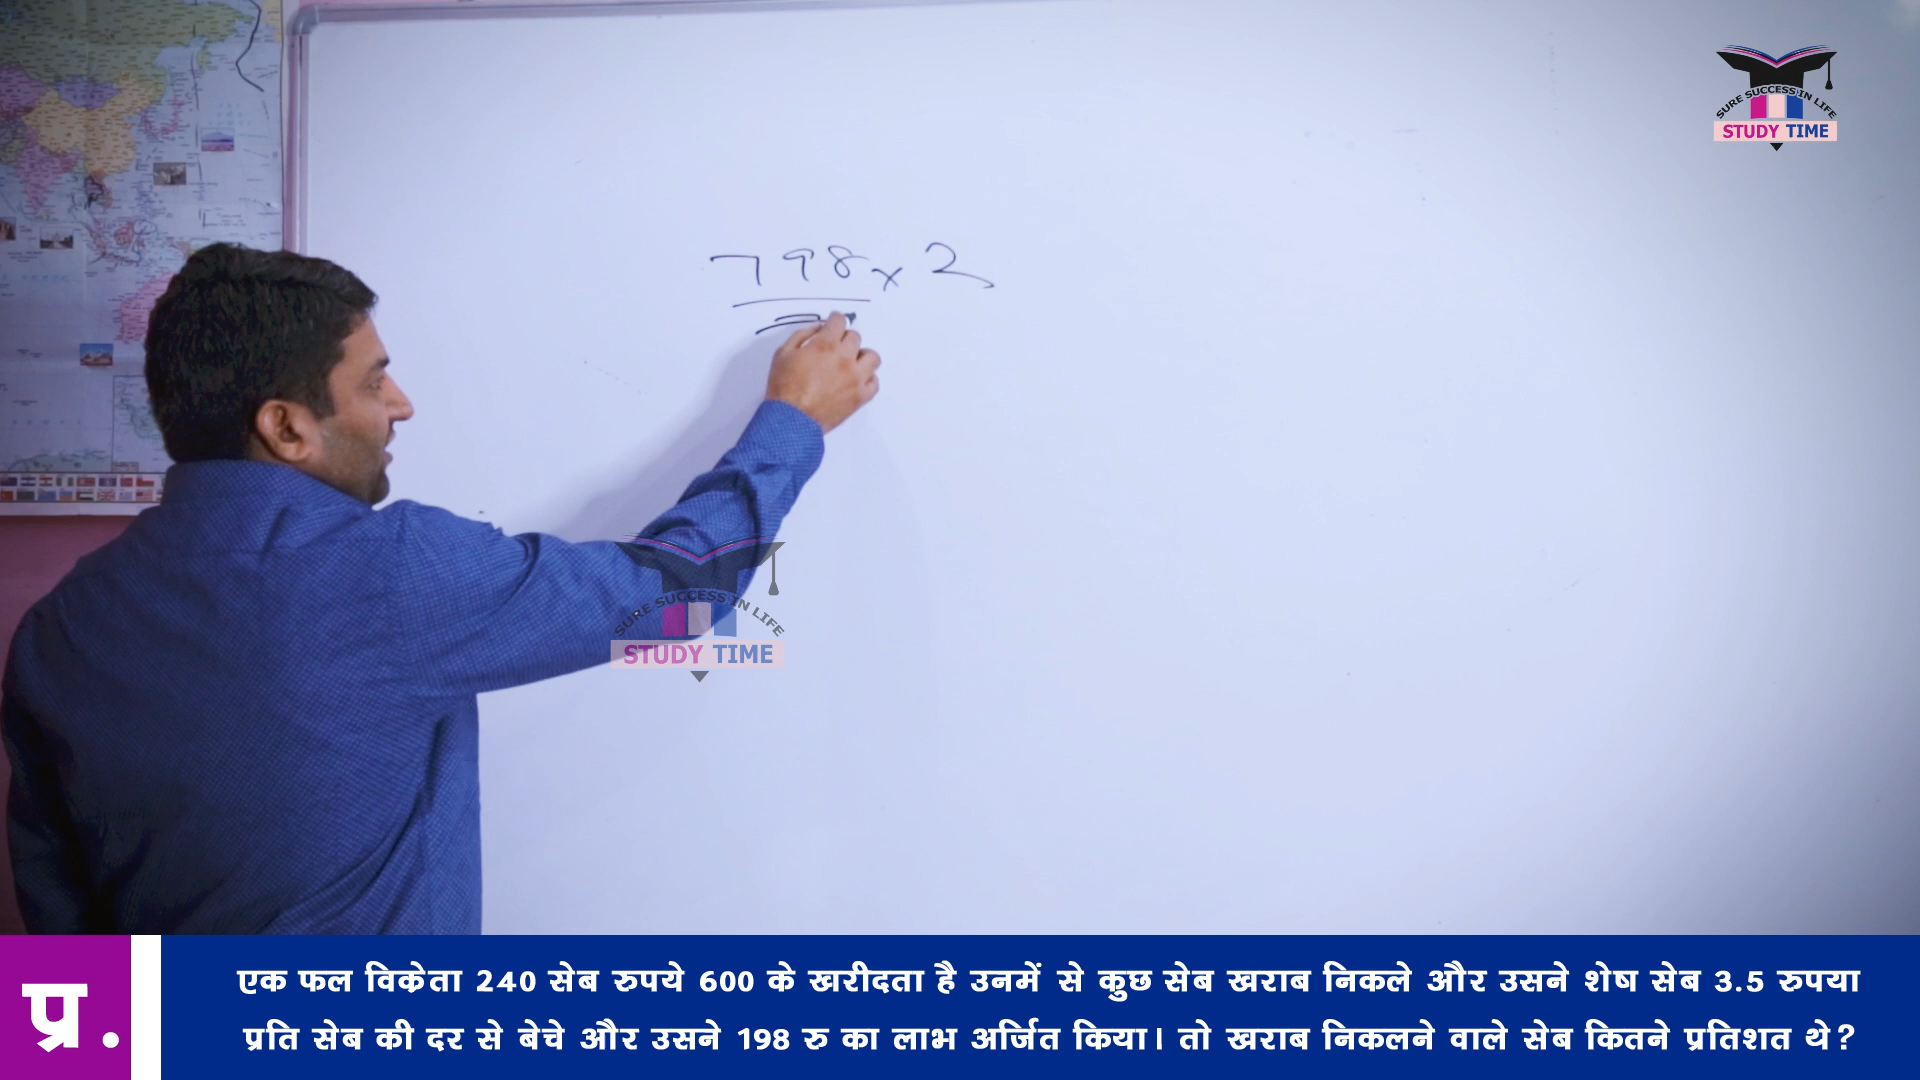 SURE SUCCESS IN LIFE
STUDY TIME
798 x 2
SURE SUCCESS IN LIFE
STUDY TIME
प्र.
एक फल विक्रेता 240 सेब रुपये 600 के खरीदता है उनमें से कुछ सेब खराब निकले और उसने शेष सेब 3.5 रुपया
प्रति सेब की दर से बेचे और उसने 198 रु का लाभ अर्जित किया। तो खराब निकलने वाले सेब कितने प्रतिशत थे?